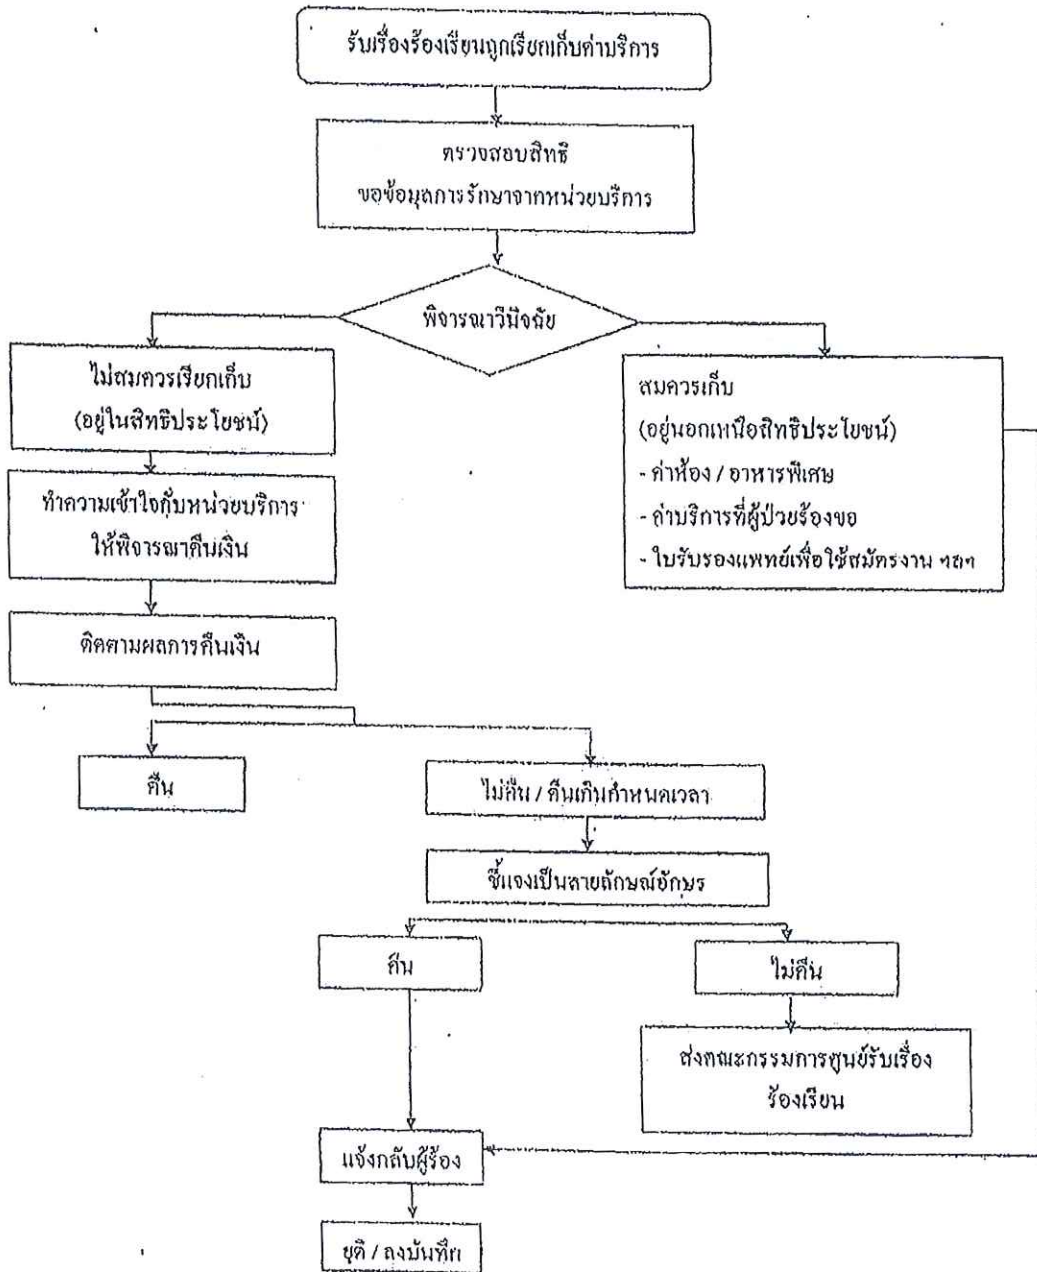 รับเรื่องร้องเรียนถูกเรียกเก็บค่าบริการ
ตรวจสอบสิทธิ
ขอข้อมูลการรักษาจากหน่วยบริการ
พิจารณาวินิจฉัย
ไม่สมควรเรียกเก็บ
(อยู่ในสิทธิประโยชน์)
สมควรเก็บ
(อยู่นอกเหนือสิทธิประโยชน์)
- ค่าห้อง / อาหารพิเศษ
- ค่าบริการที่ผู้ป่วยร้องขอ
- ใบรับรองแพทย์เพื่อใช้สมัครงาน ฯลฯ
ทำความเข้าใจกับหน่วยบริการ
ให้พิจารณาคืนเงิน
ติดตามผลการคืนเงิน
คืน
ไม่คืน / คืนเกินกำหนดเวลา
ชี้แจงเป็นลายลักษณ์อักษร
คืน
ไม่คืน
ส่งคณะกรรมการศูนย์รับเรื่อง
ร้องเรียน
แจ้งกลับผู้ร้อง
ยุติ / ลงบันทึก